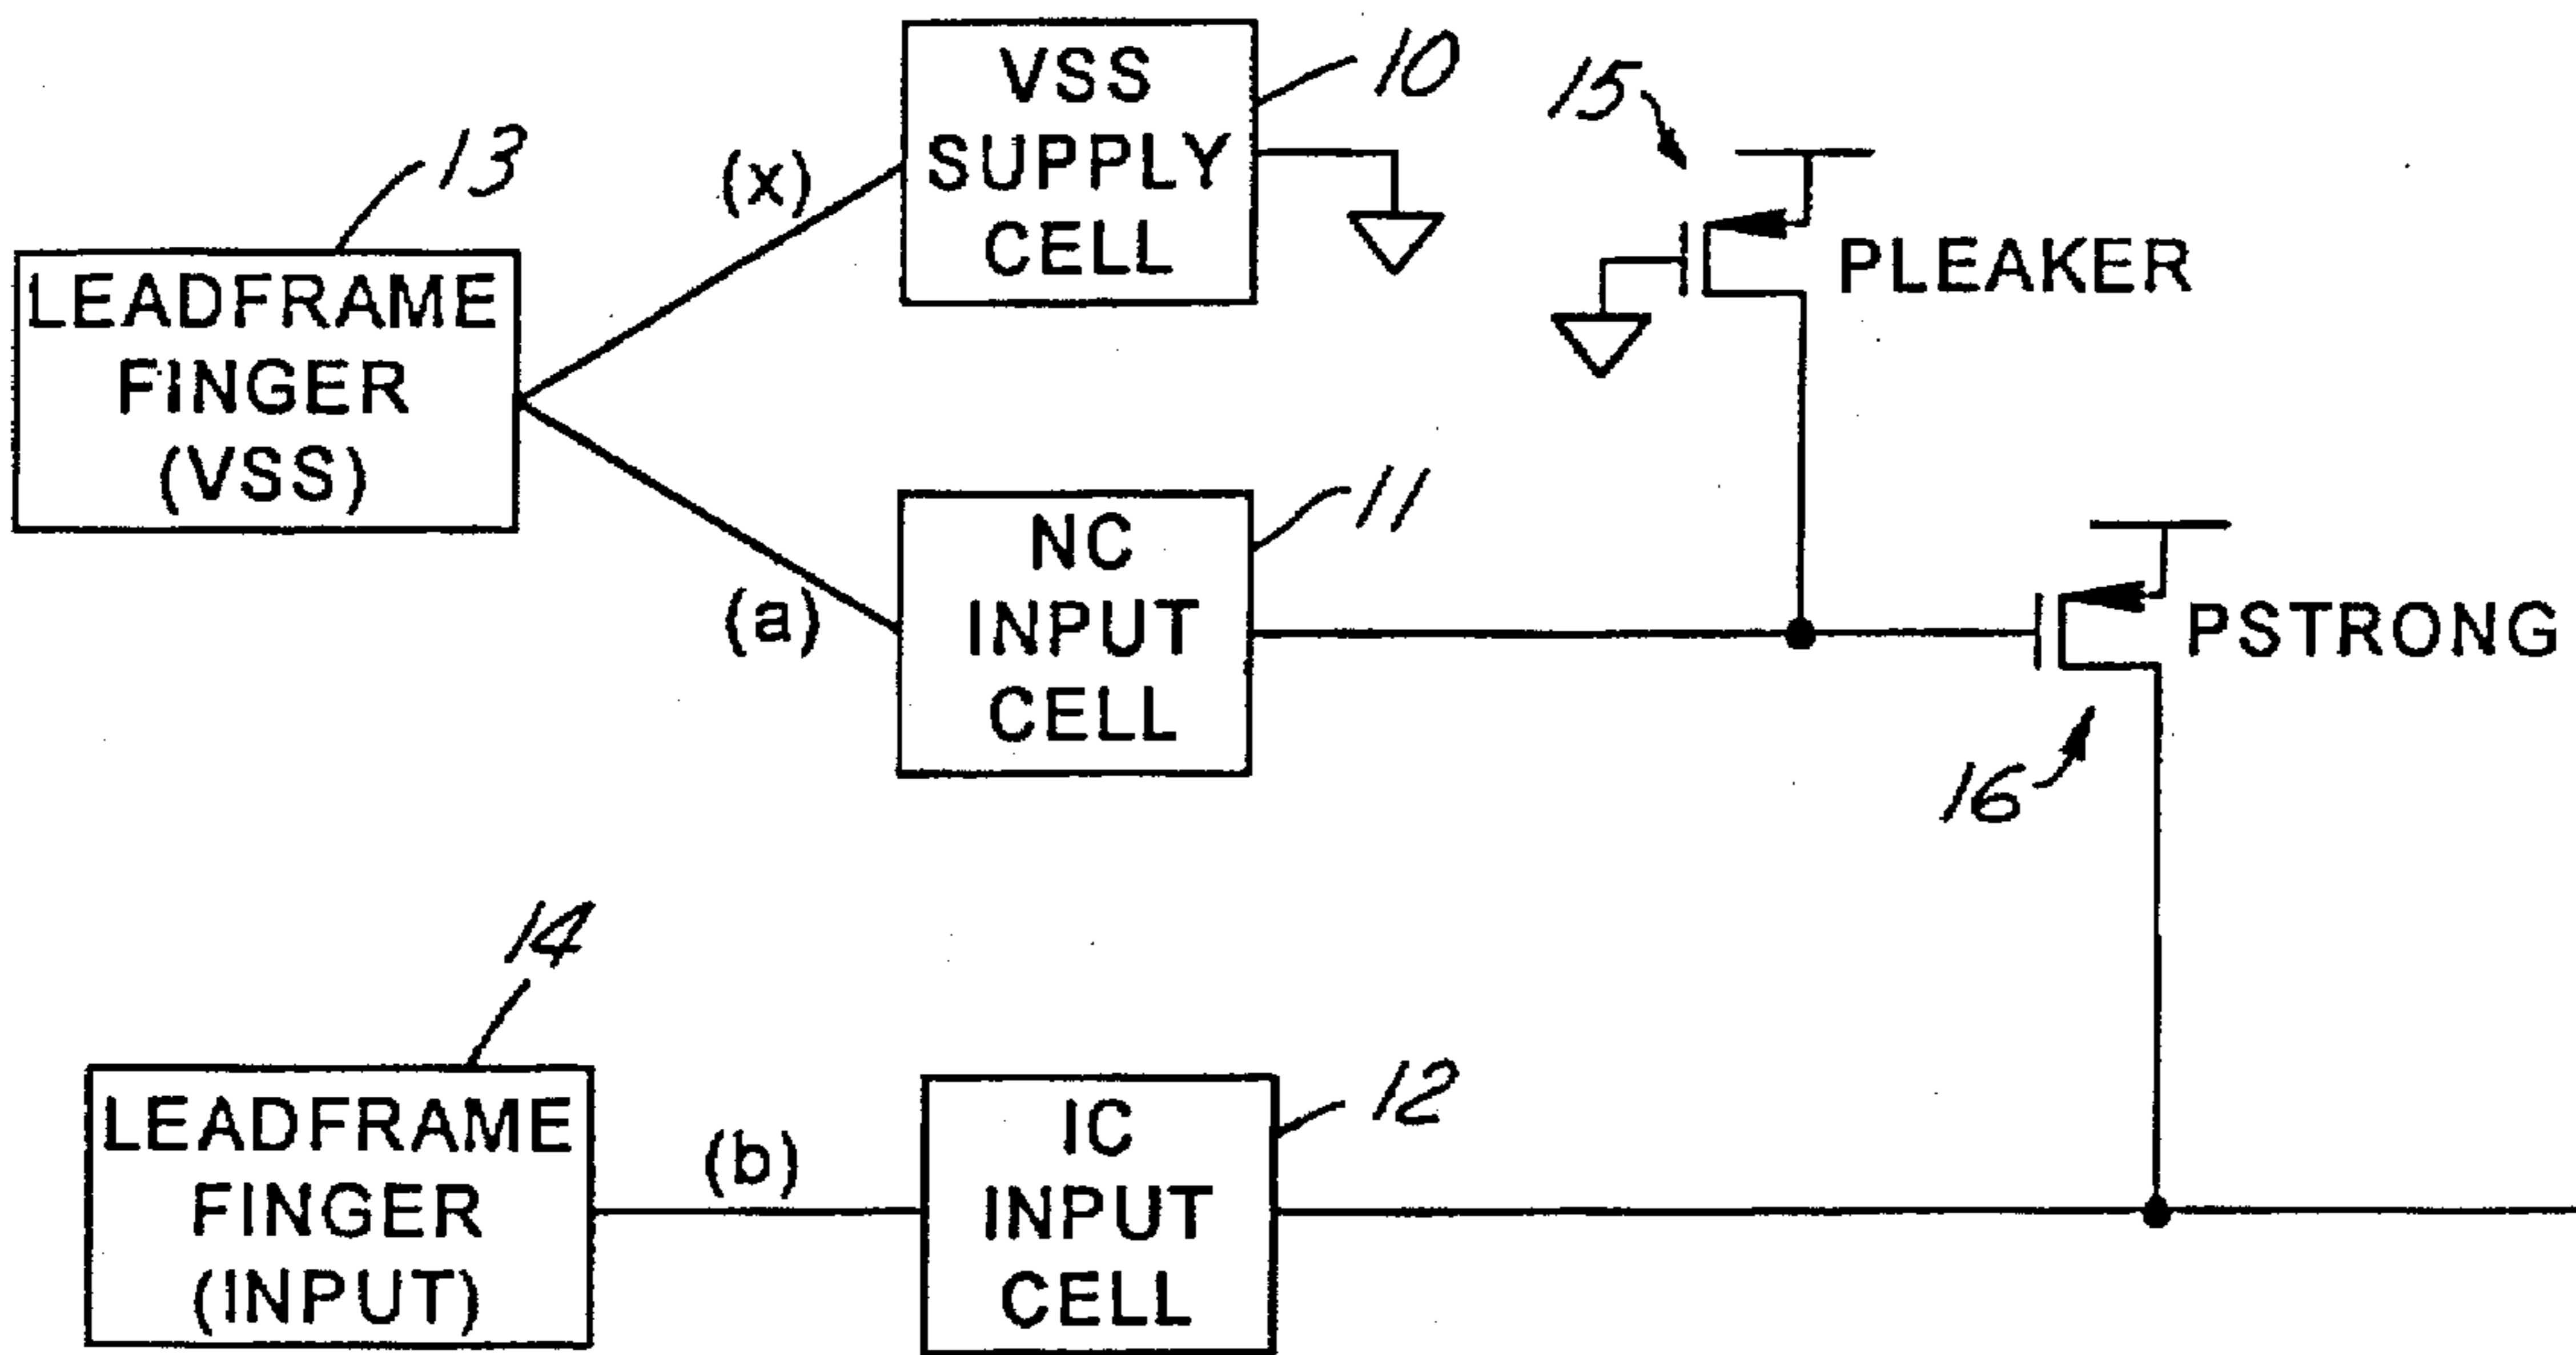 VSS
SUPPLY
CELL
10
15
13
(x)
LEADFRAME
FINGER
(VSS)
PLEAKER
(a)
NC
INPUT
CELL
11
PSTRONG
16
14
LEADFRAME
FINGER
(INPUT)
(b)
IC
INPUT
CELL
12